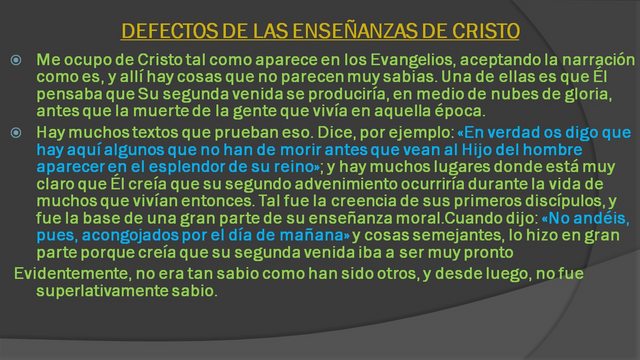 DEFECTOS DE LAS ENSEÑANZAS DE CRISTO
Me ocupo de Cristo tal como aparece en los Evangelios, aceptando la narración
como es, y allí hay cosas que no parecen muy sabias. Una de ellas es que Él
pensaba que Su segunda venida se produciría, en medio de nubes de gloria,
antes que la muerte de la gente que vivía en aquella época.
Hay muchos textos que prueban eso. Dice, por ejemplo: «En verdad os digo que
hay aquí algunos que no han de morir antes que vean al Hijo del hombre
aparecer en el esplendor de su reino»; y hay muchos lugares donde está muy
claro que Él creía que su segundo advenimiento ocurriría durante la vida de
muchos que vivían entonces. Tal fue la creencia de sus primeros discípulos, y
fue la base de una gran parte de su enseñanza moral.Cuando dijo: «No andéis,
pues, acongojados por el día de mañana» y cosas semejantes, lo hizo en gran
parte porque creía que su segunda venida iba a ser muy pronto
Evidentemente, no era tan sabio como han sido otros, y desde luego, no fue
superlativamente sabio.